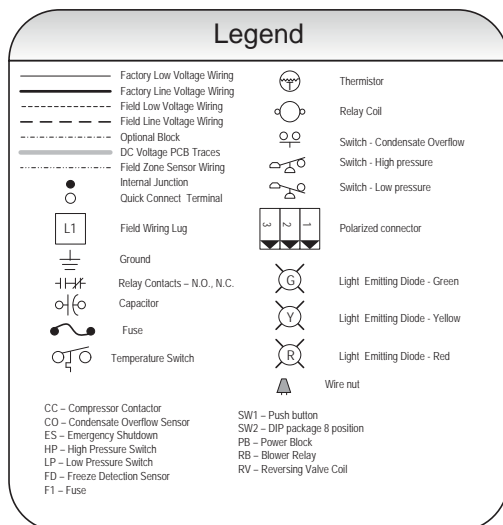 Legend
Factory Low Voltage Wiring
Factory Line Voltage Wiring
Field Low Voltage Wiring
Field Line Voltage Wiring
Optional Block
DC Voltage PCB Traces
Field Zone Sensor Wiring
Internal Junction
Quick Connect Terminal
L1
Field Wiring Lug
Ground
Relay Contacts – N.O., N.C.
Capacitor
Fuse
Temperature Switch
Thermistor
Relay Coil
Switch - Condensate Overflow
Switch - High pressure
Switch - Low pressure
3 2 1
Polarized connector
G
Light Emitting Diode - Green
Y
Light Emitting Diode - Yellow
R
Light Emitting Diode - Red
Wire nut
CC – Compressor Contactor
CO – Condensate Overflow Sensor
ES – Emergency Shutdown
HP – High Pressure Switch
LP – Low Pressure Switch
FD – Freeze Detection Sensor
F1 – Fuse
SW1 – Push button
SW2 – DIP package 8 position
PB – Power Block
RB – Blower Relay
RV – Reversing Valve Coil